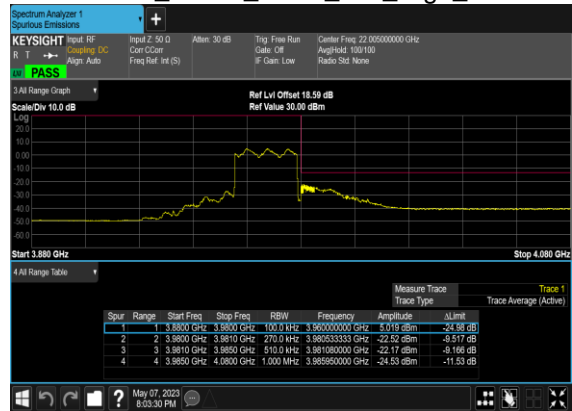 Spectrum Analyzer 1
Spurious Emissions
+
KEYSIGHT Input: RF Input Z: 50 Ω Atten: 30 dB Trig: Free Run Center Freq: 22.005000000 GHz
R T Coupling: DC Corr CCorr Gate: Off Avg|Hold: 100/100
Align: Auto Freq Ref: Int (S) IF Gain: Low Radio Std: None
PASS
3 All Range Graph
Ref Lvl Offset 18.59 dB
Scale/Div 10.0 dB Ref Value 30.00 dBm
Log
20.0
10.0
0.00
-10.0
-20.0
-30.0
-40.0
-50.0
-60.0
Start 3.880 GHz Stop 4.080 GHz
4 All Range Table
Measure Trace Trace 1
Trace Type Trace Average (Active)
Spur Range Start Freq Stop Freq RBW Frequency Amplitude ΔLimit
1 1 3.8800 GHz 3.9800 GHz 100.0 kHz 3.960000000 GHz 5.019 dBm -24.98 dB
2 2 3.9800 GHz 3.9810 GHz 270.0 kHz 3.980533333 GHz -22.52 dBm -9.517 dB
3 3 3.9810 GHz 3.9850 GHz 510.0 kHz 3.981080000 GHz -22.17 dBm -9.166 dB
4 4 3.9850 GHz 4.0800 GHz 1.000 MHz 3.985950000 GHz -24.53 dBm -11.53 dB
? May 07, 2023
8:03:30 PM